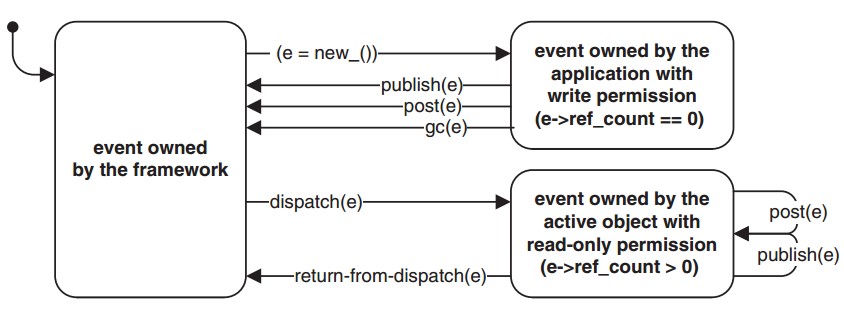 event owned
by the framework
(e = new_())
publish(e)
post(e)
gc(e)
event owned by the
application with
write permission
(e->ref_count == 0)
dispatch(e)
return-from-dispatch(e)
event owned by the
active object with
read-only permission
(e->ref_count > 0)
post(e)
publish(e)